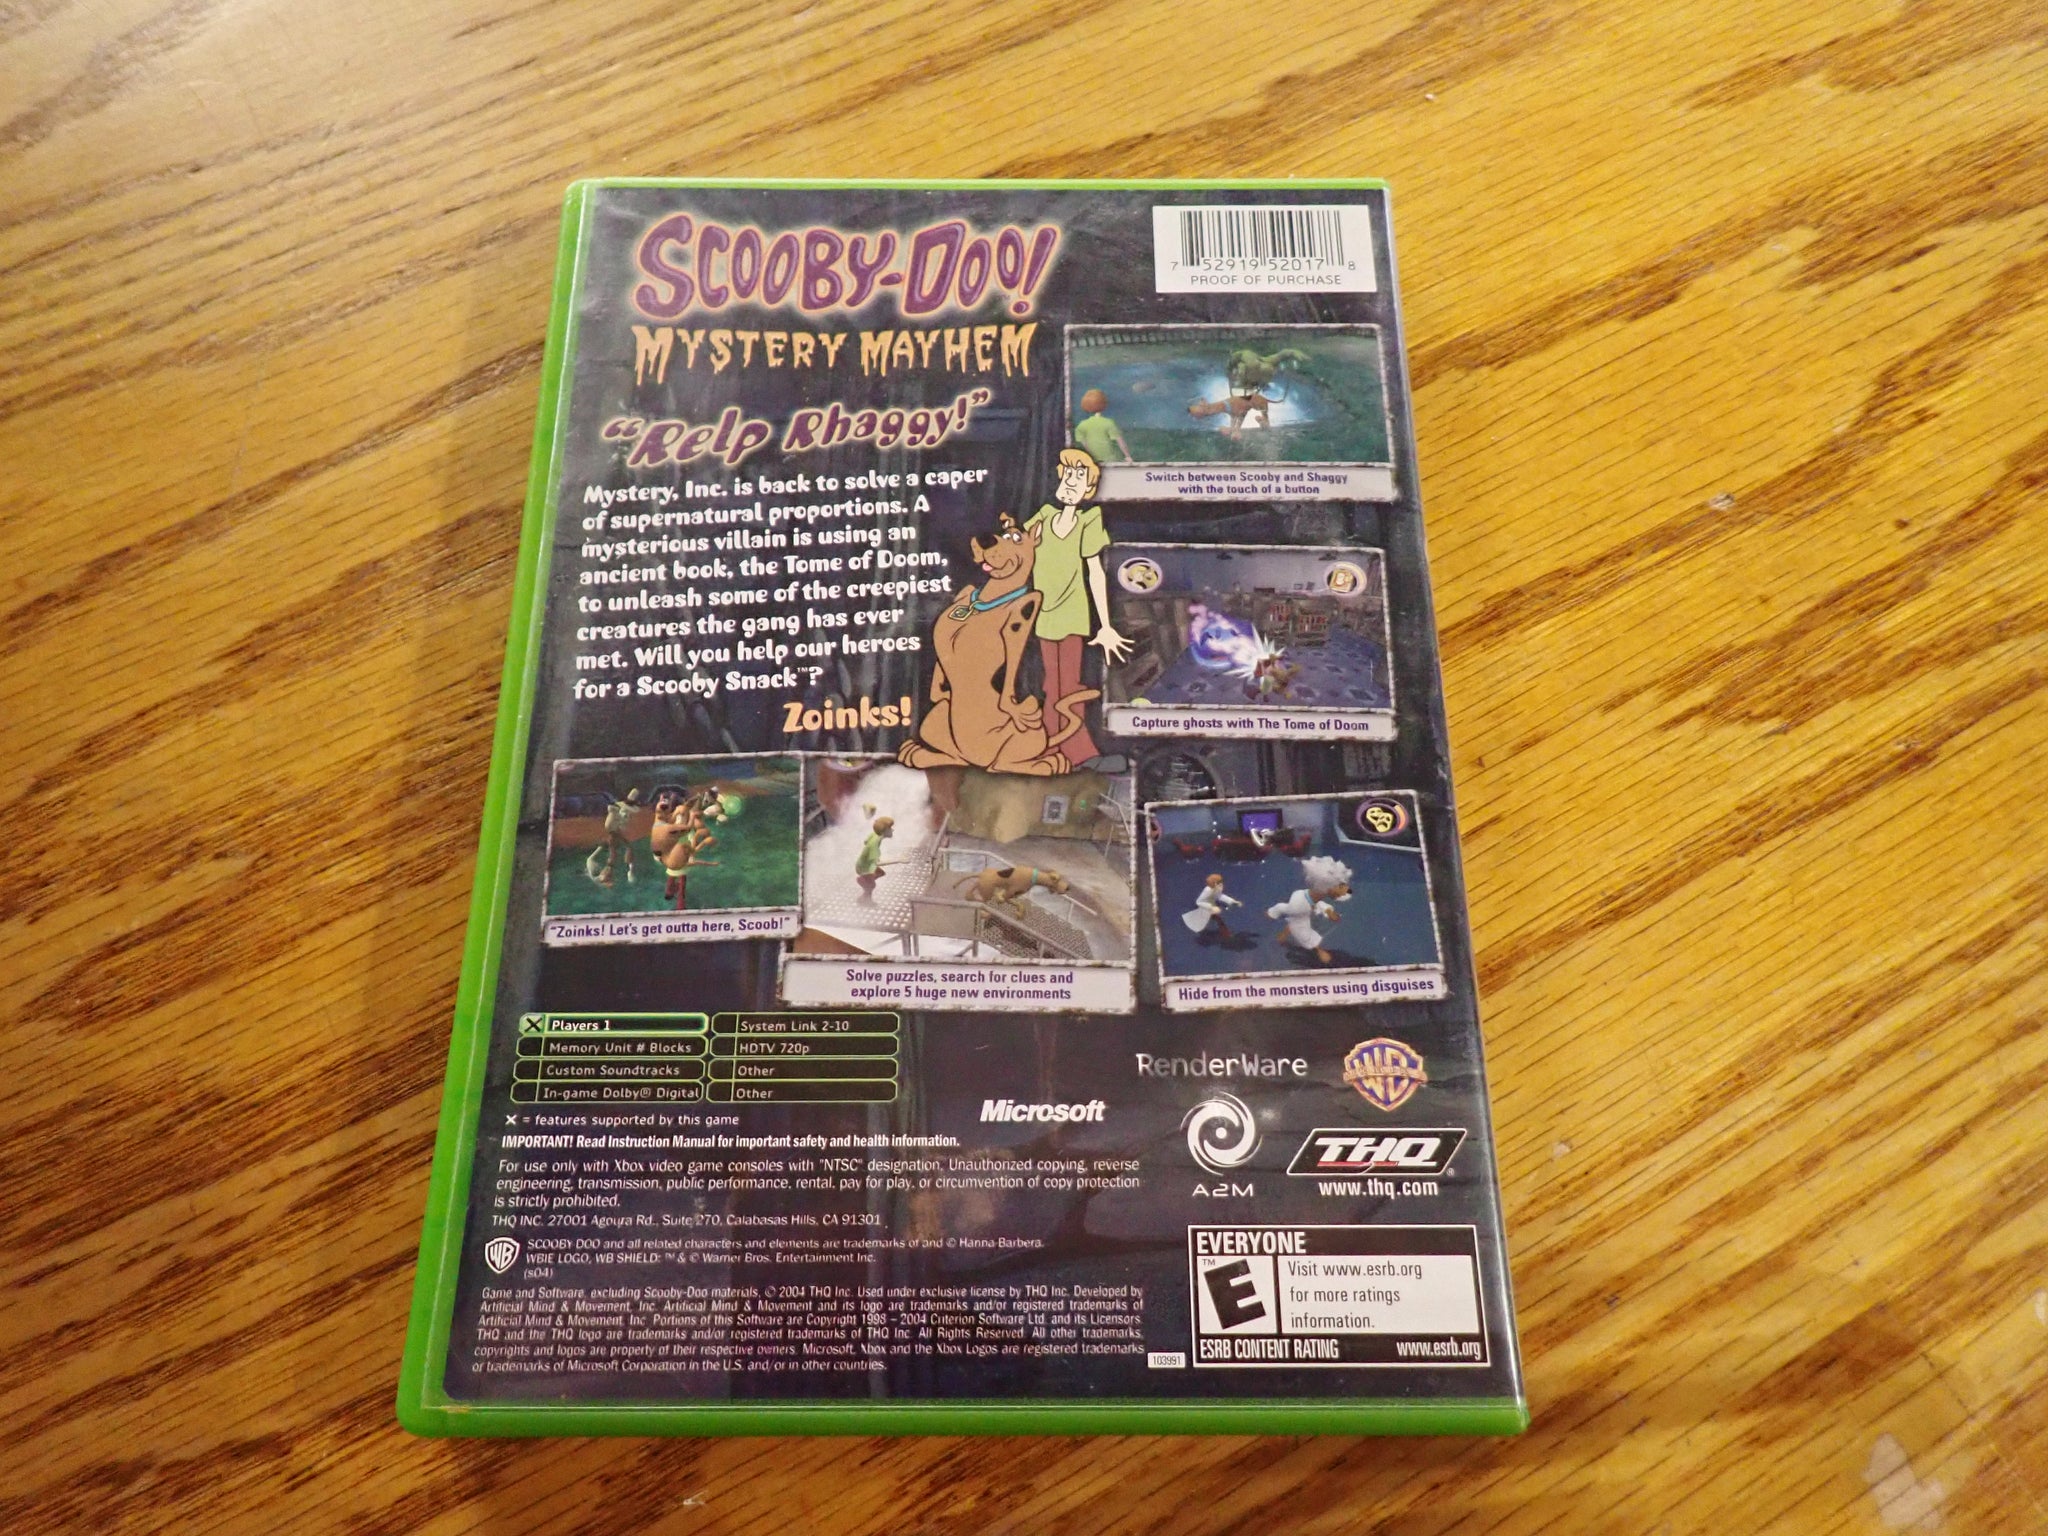 SCOOBY-DOO!
MYSTERY MAYHEM
7 52919 52017 8
PROOF OF PURCHASE
"Relp Rhaggy!"
Mystery, Inc. is back to solve a caper
of supernatural proportions. A
mysterious villain is using an
ancient book, the Tome of Doom,
to unleash some of the creepiest
creatures the gang has ever
met. Will you help our heroes
for a Scooby Snack™?
Zoinks!
Switch between Scooby and Shaggy
with the touch of a button
Capture ghosts with The Tome of Doom
"Zoinks! Let's get outta here, Scoob!"
Solve puzzles, search for clues and
explore 5 huge new environments
Hide from the monsters using disguises
X Players 1
Memory Unit # Blocks
Custom Soundtracks
In-game Dolby® Digital
System Link 2-10
HDTV 720p
Other
Other
X = features supported by this game
Microsoft
RenderWare
WB
A2M
THQ®
www.thq.com
IMPORTANT! Read Instruction Manual for important safety and health information.
For use only with Xbox video game consoles with "NTSC" designation. Unauthorized copying, reverse
engineering, transmission, public performance, rental, pay for play, or circumvention of copy protection
is strictly prohibited.
THQ INC. 27001 Agoura Rd., Suite 270, Calabasas Hills, CA 91301
WB
SCOOBY-DOO and all related characters and elements are trademarks of and © Hanna-Barbera.
WBIE LOGO, WB SHIELD: ™ & © Warner Bros. Entertainment Inc.
(s04)
Game and Software, excluding Scooby-Doo materials, © 2004 THQ Inc. Used under exclusive license by THQ Inc. Developed by
Artificial Mind & Movement, Inc. Artificial Mind & Movement and its logo are trademarks and/or registered trademarks of
Artificial Mind & Movement, Inc. Portions of this Software are Copyright 1998 – 2004 Criterion Software Ltd. and its Licensors.
THQ and the THQ logo are trademarks and/or registered trademarks of THQ Inc. All Rights Reserved. All other trademarks,
copyrights and logos are property of their respective owners. Microsoft, Xbox and the Xbox Logos are registered trademarks
or trademarks of Microsoft Corporation in the U.S. and/or in other countries.
103991
EVERYONE
E™
Visit www.esrb.org
for more ratings
information.
ESRB CONTENT RATING www.esrb.org